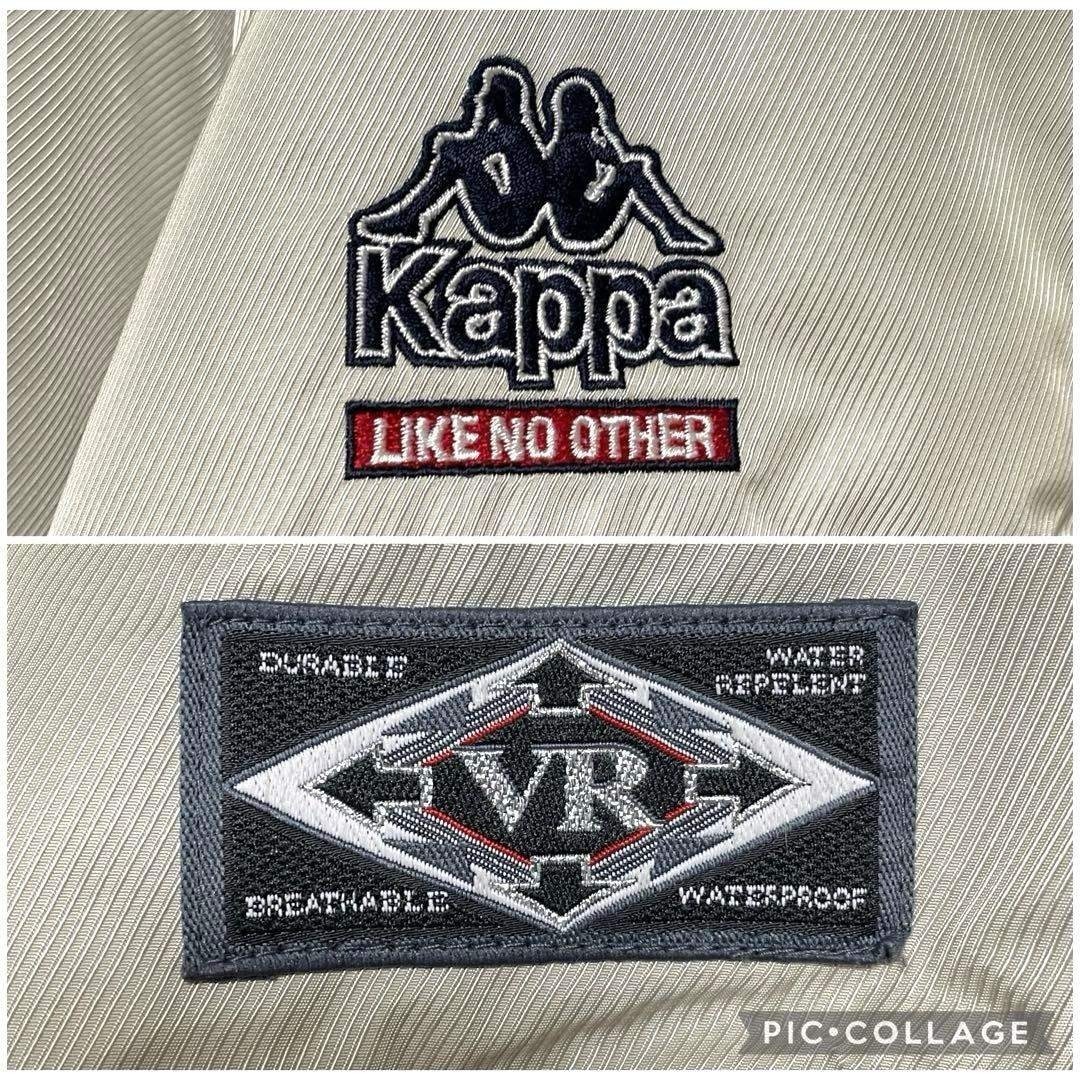 Kappa
LIKE NO OTHER
DURABLE
WATER
REPELENT
VR
BREATHABLE
WATERPROOF
PIC•COLLAGE